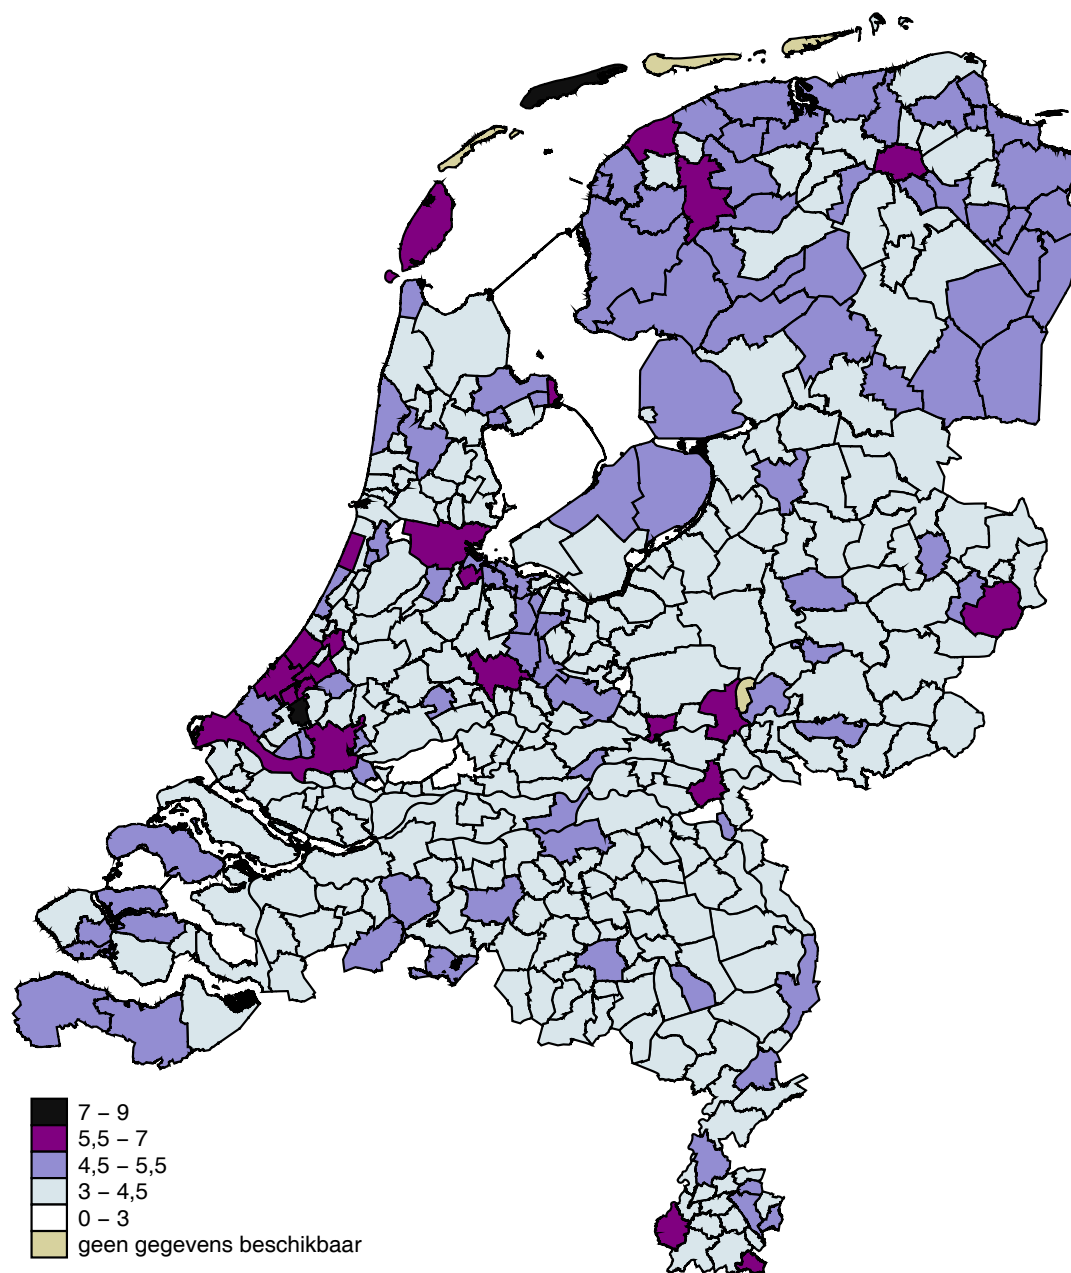 7 – 9
5,5 – 7
4,5 – 5,5
3 – 4,5
0 – 3
geen gegevens beschikbaar